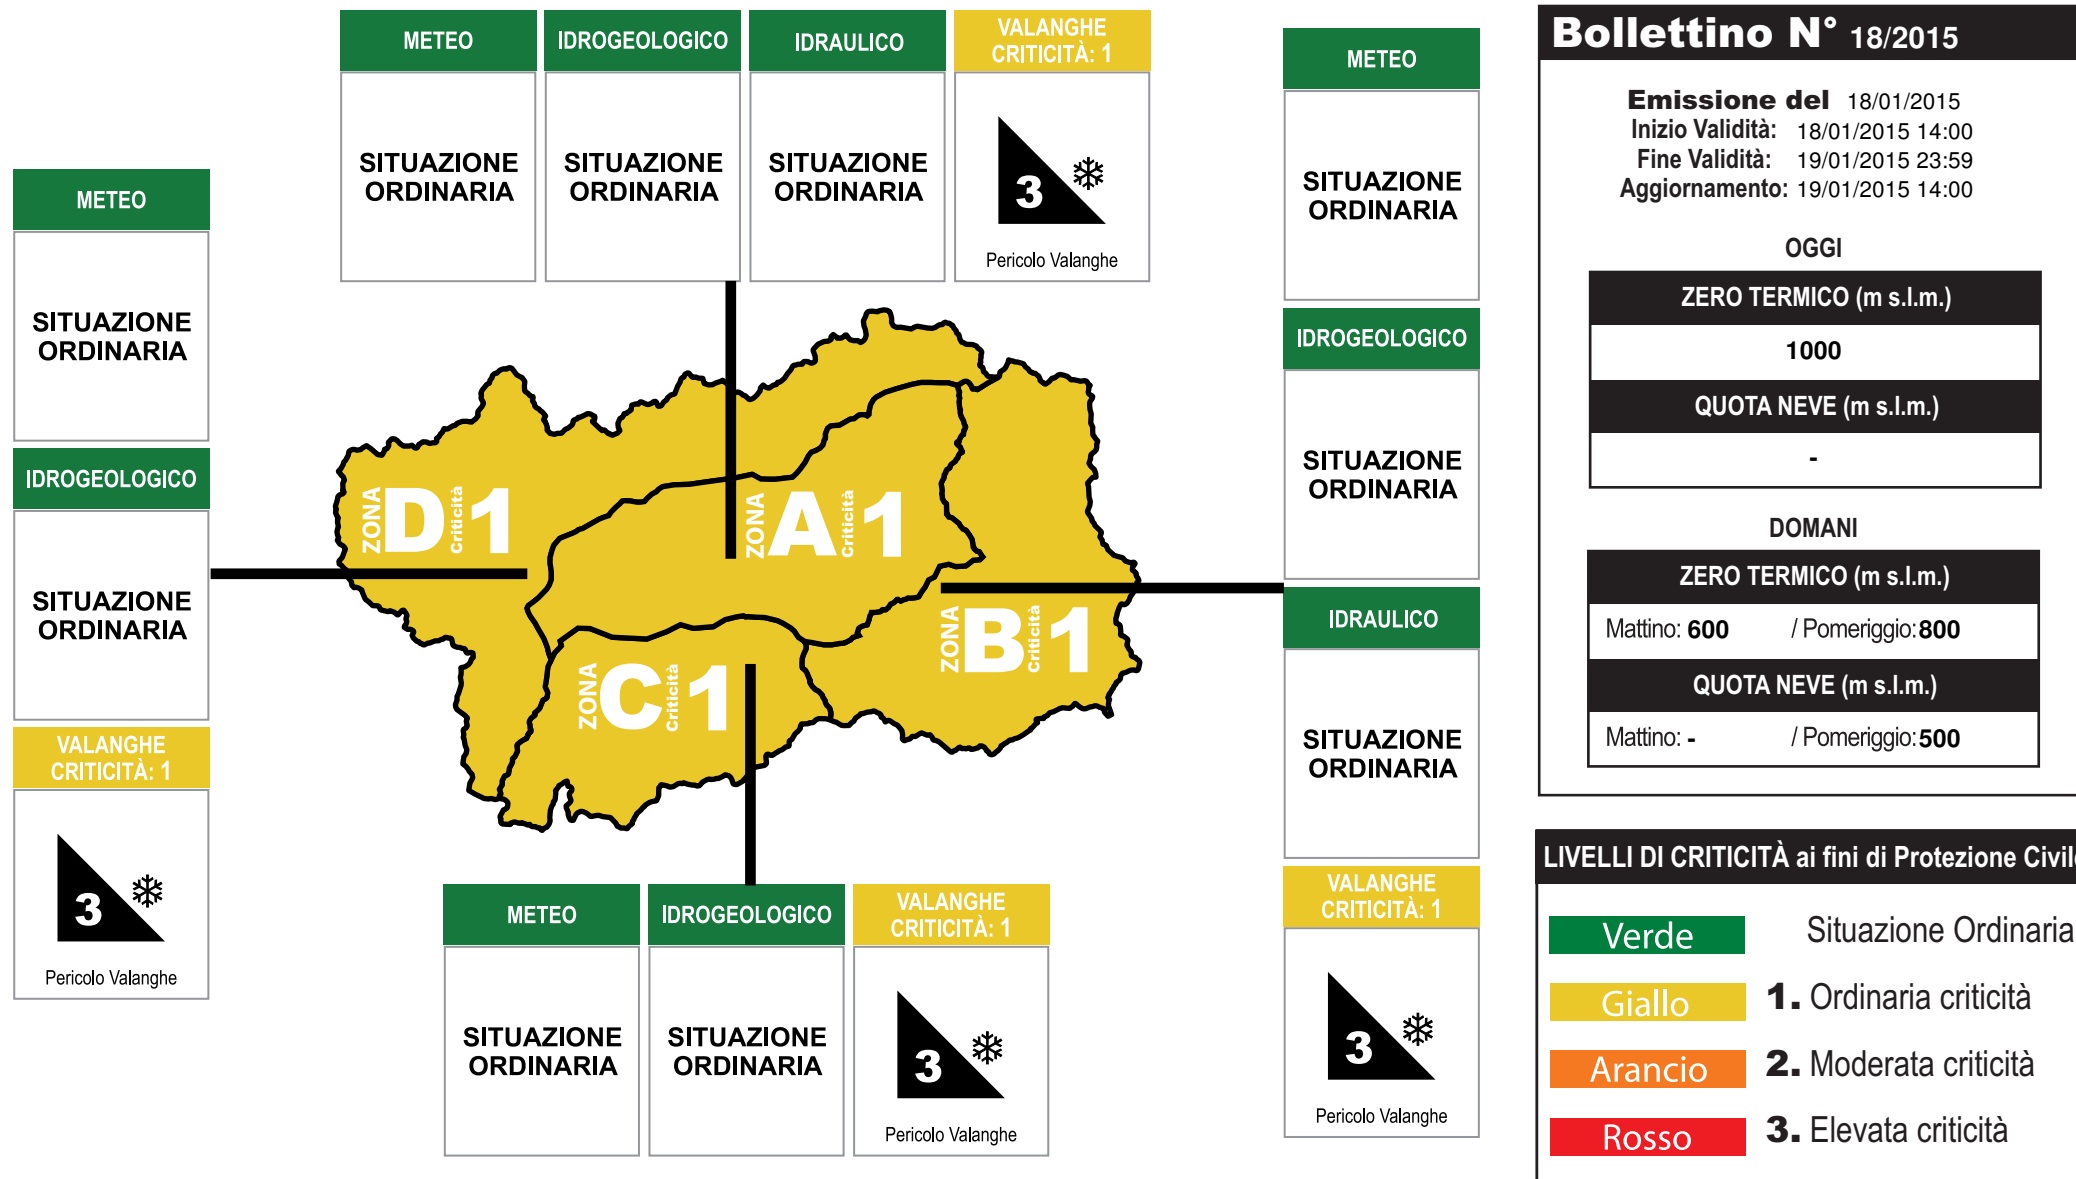 METEO
SITUAZIONE
ORDINARIA
IDROGEOLOGICO
SITUAZIONE
ORDINARIA
IDRAULICO
SITUAZIONE
ORDINARIA
VALANGHE
CRITICITÀ: 1
3
Pericolo Valanghe
METEO
SITUAZIONE
ORDINARIA
IDROGEOLOGICO
SITUAZIONE
ORDINARIA
VALANGHE
CRITICITÀ: 1
3
Pericolo Valanghe
ZONA D Criticità 1
ZONA A Criticità 1
ZONA B Criticità 1
ZONA C Criticità 1
METEO
SITUAZIONE
ORDINARIA
IDROGEOLOGICO
SITUAZIONE
ORDINARIA
VALANGHE
CRITICITÀ: 1
3
Pericolo Valanghe
METEO
SITUAZIONE
ORDINARIA
IDROGEOLOGICO
SITUAZIONE
ORDINARIA
IDRAULICO
SITUAZIONE
ORDINARIA
VALANGHE
CRITICITÀ: 1
3
Pericolo Valanghe
Bollettino N° 18/2015
Emissione del 18/01/2015
Inizio Validità: 18/01/2015 14:00
Fine Validità: 19/01/2015 23:59
Aggiornamento: 19/01/2015 14:00
OGGI
ZERO TERMICO (m s.l.m.)
1000
QUOTA NEVE (m s.l.m.)
-
DOMANI
ZERO TERMICO (m s.l.m.)
Mattino: 600 / Pomeriggio: 800
QUOTA NEVE (m s.l.m.)
Mattino: - / Pomeriggio: 500
LIVELLI DI CRITICITÀ ai fini di Protezione Civile
Verde Situazione Ordinaria
Giallo 1. Ordinaria criticità
Arancio 2. Moderata criticità
Rosso 3. Elevata criticità